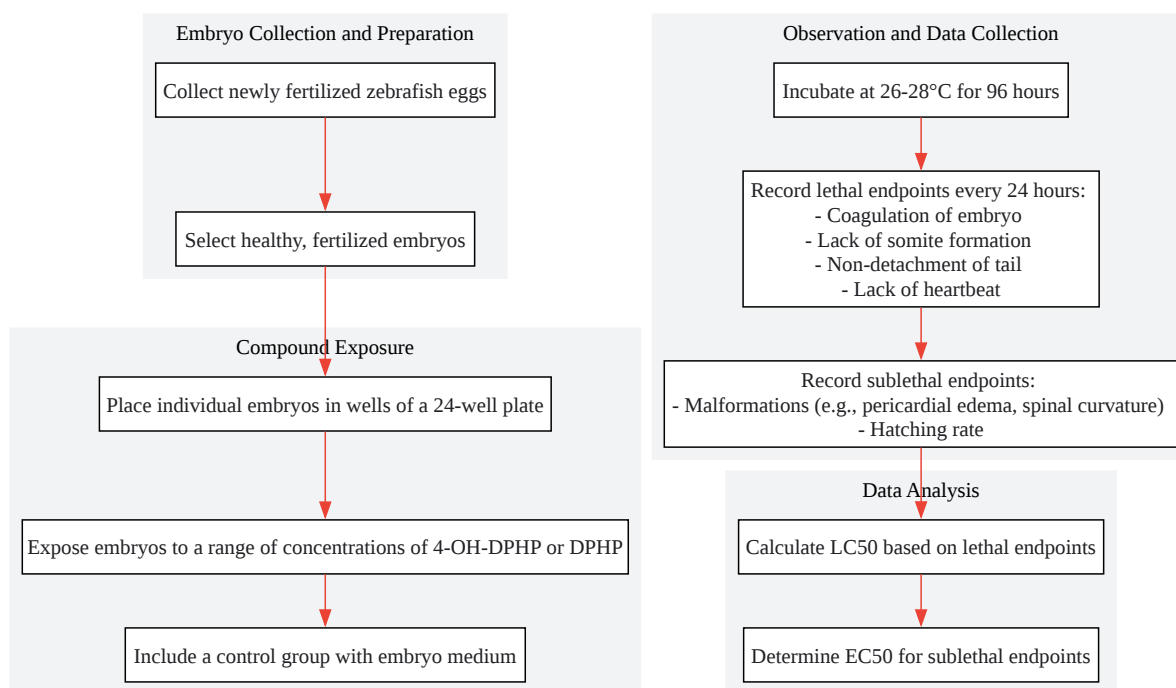 Embryo Collection and Preparation
Collect newly fertilized zebrafish eggs
Select healthy, fertilized embryos
Compound Exposure
Place individual embryos in wells of a 24-well plate
Expose embryos to a range of concentrations of 4-OH-DPHP or DPHP
Include a control group with embryo medium
Observation and Data Collection
Incubate at 26-28°C for 96 hours
Record lethal endpoints every 24 hours:
- Coagulation of embryo
- Lack of somite formation
- Non-detachment of tail
- Lack of heartbeat
Record sublethal endpoints:
- Malformations (e.g., pericardial edema, spinal curvature)
- Hatching rate
Data Analysis
Calculate LC50 based on lethal endpoints
Determine EC50 for sublethal endpoints